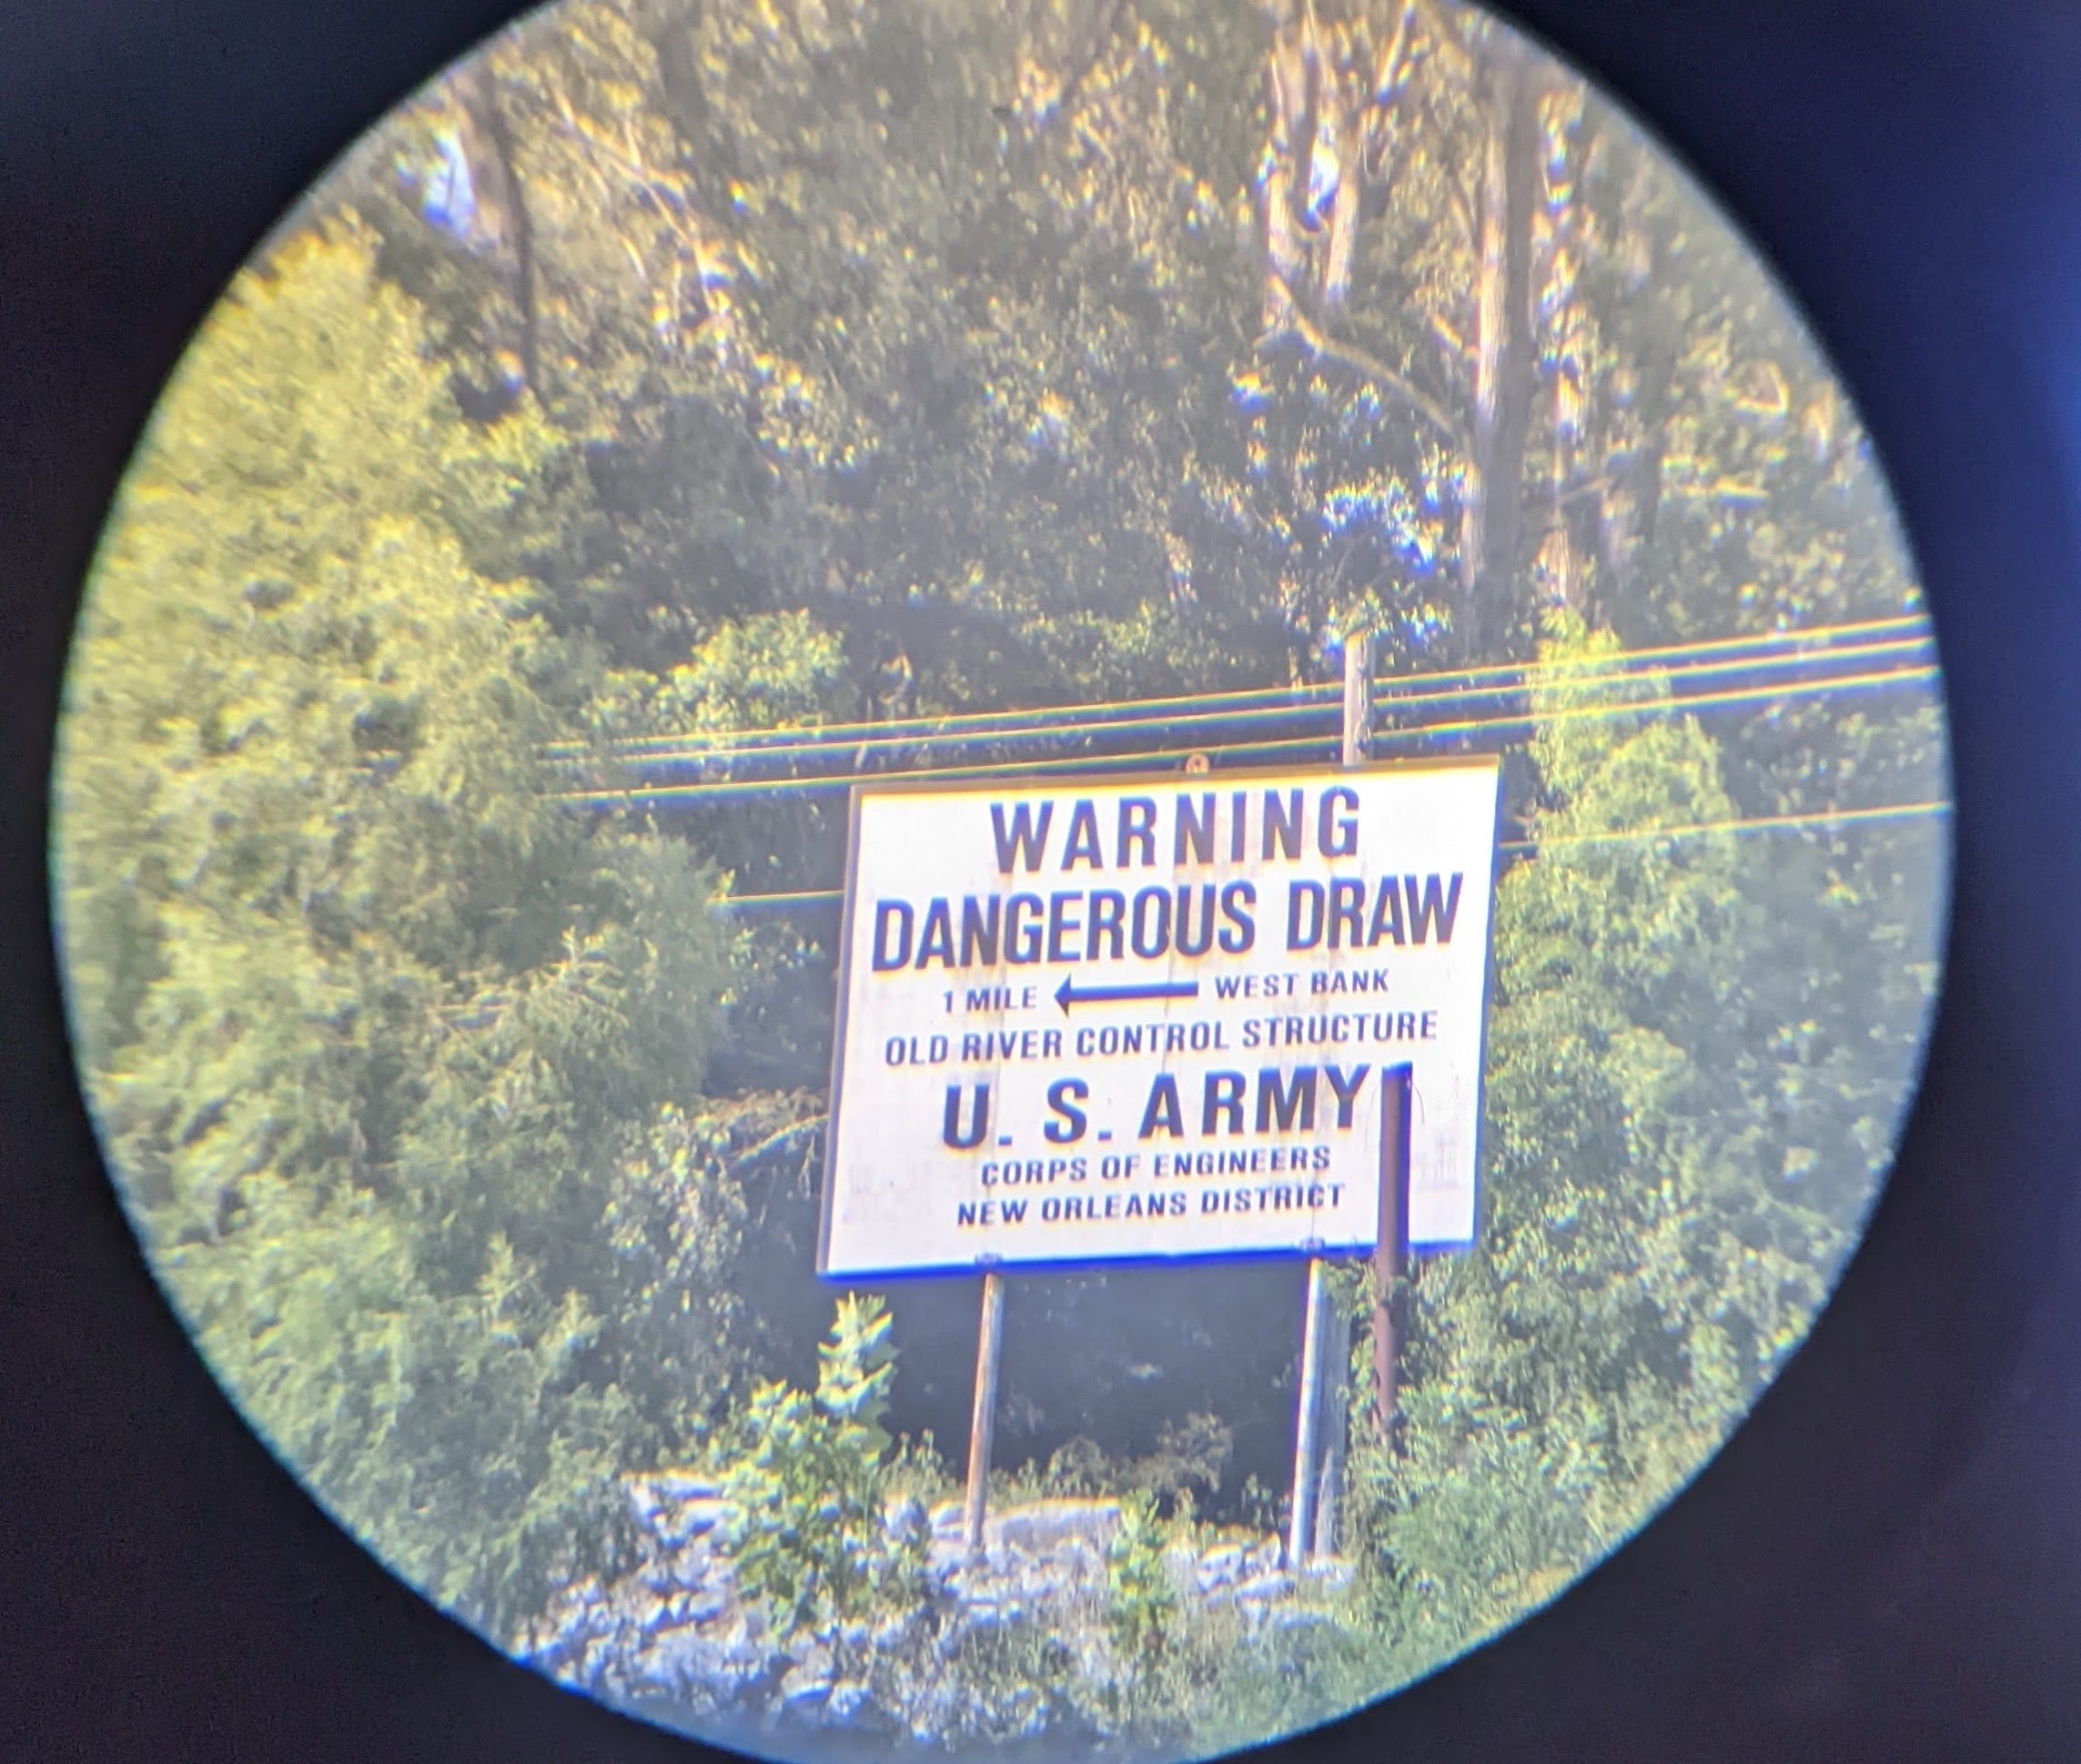 WARNING
DANGEROUS DRAW
1 MILE ← WEST BANK
OLD RIVER CONTROL STRUCTURE
U. S. ARMY
CORPS OF ENGINEERS
NEW ORLEANS DISTRICT